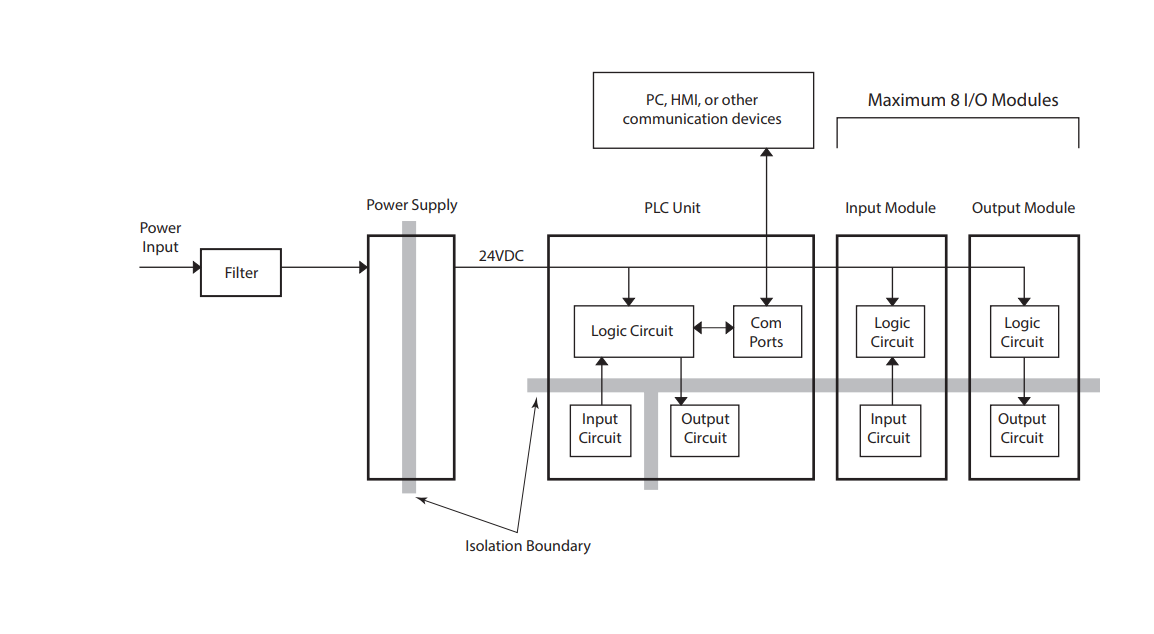 PC, HMI, or other
communication devices
Maximum 8 I/O Modules
Power Supply
PLC Unit
Input Module
Output Module
Power
Input
Filter
24VDC
Logic Circuit
Com
Ports
Logic
Circuit
Logic
Circuit
Input
Circuit
Output
Circuit
Input
Circuit
Output
Circuit
Isolation Boundary